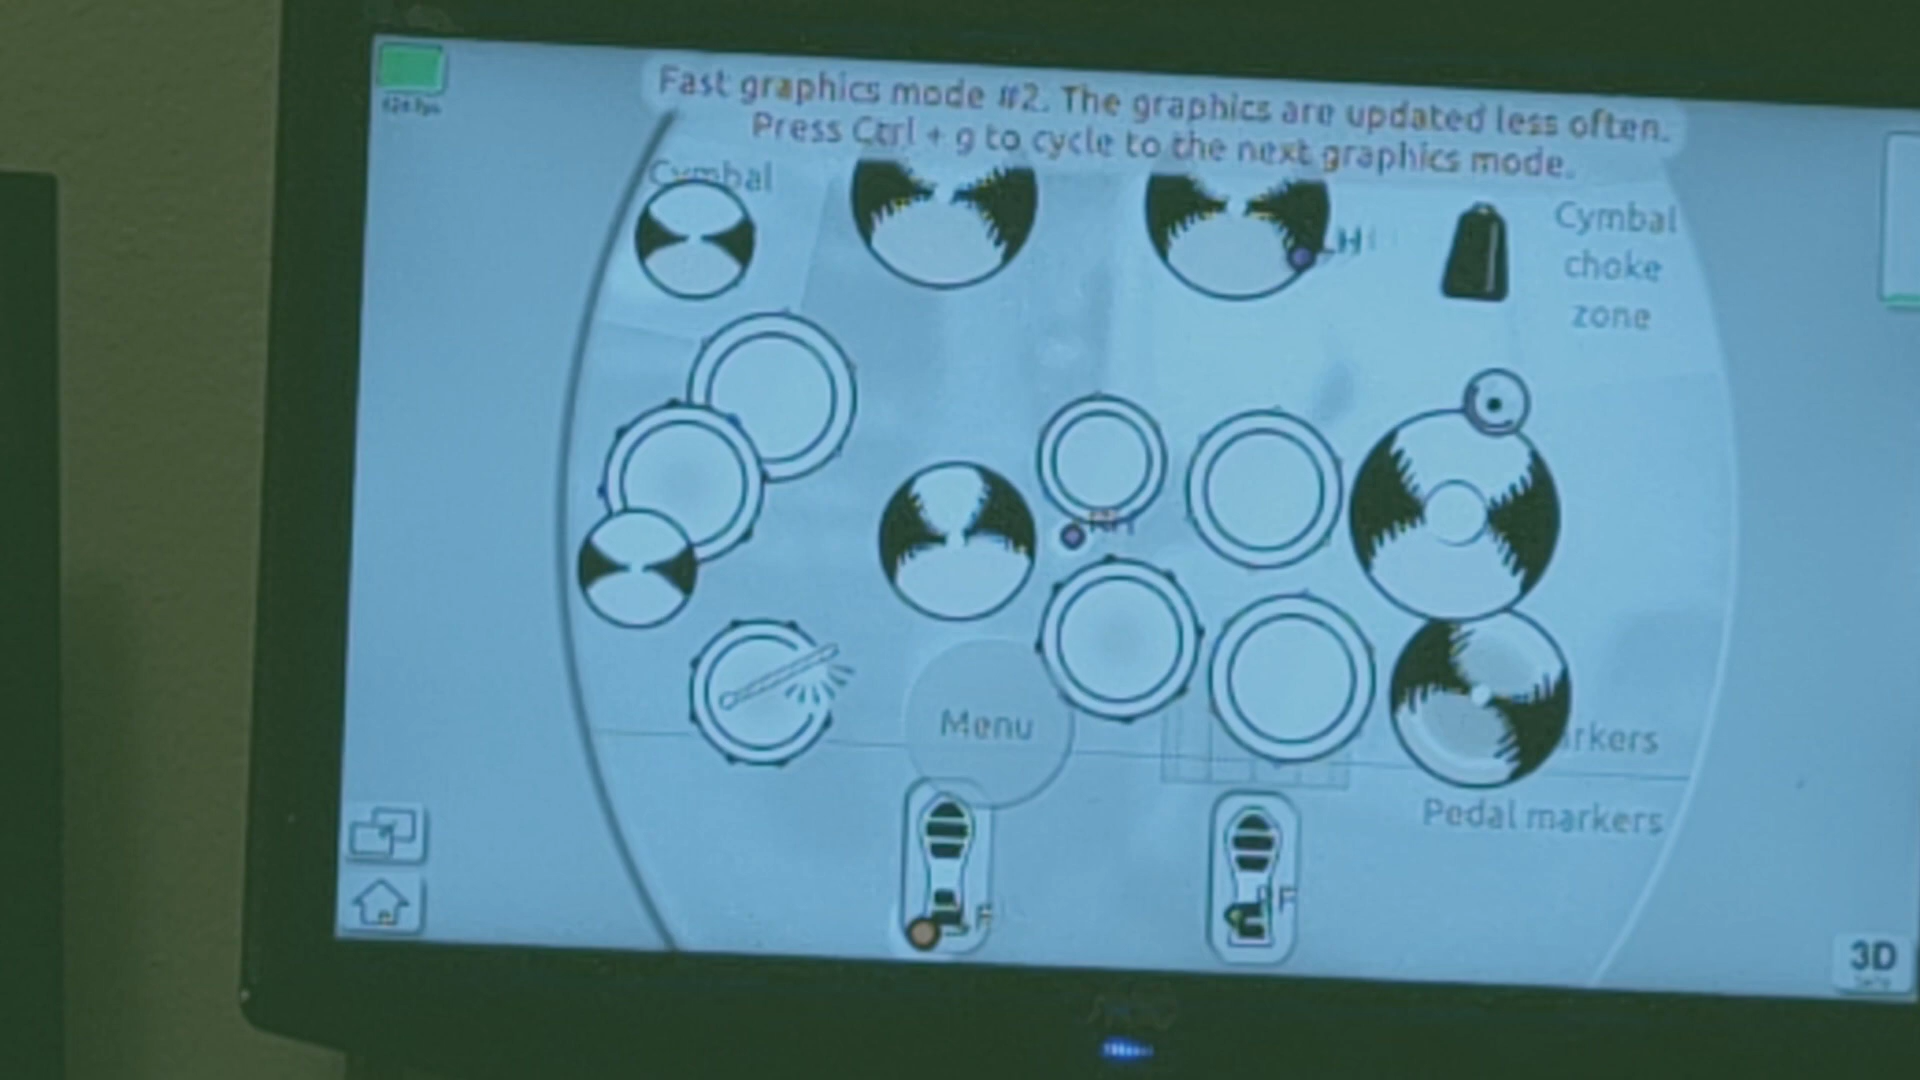 Fast graphics mode #2. The graphics are updated less often.
Press Ctrl + g to cycle to the next graphics mode.
Cymbal
LH
Cymbal
choke
zone
RH
Menu
rkers
Pedal markers
F
F
3D